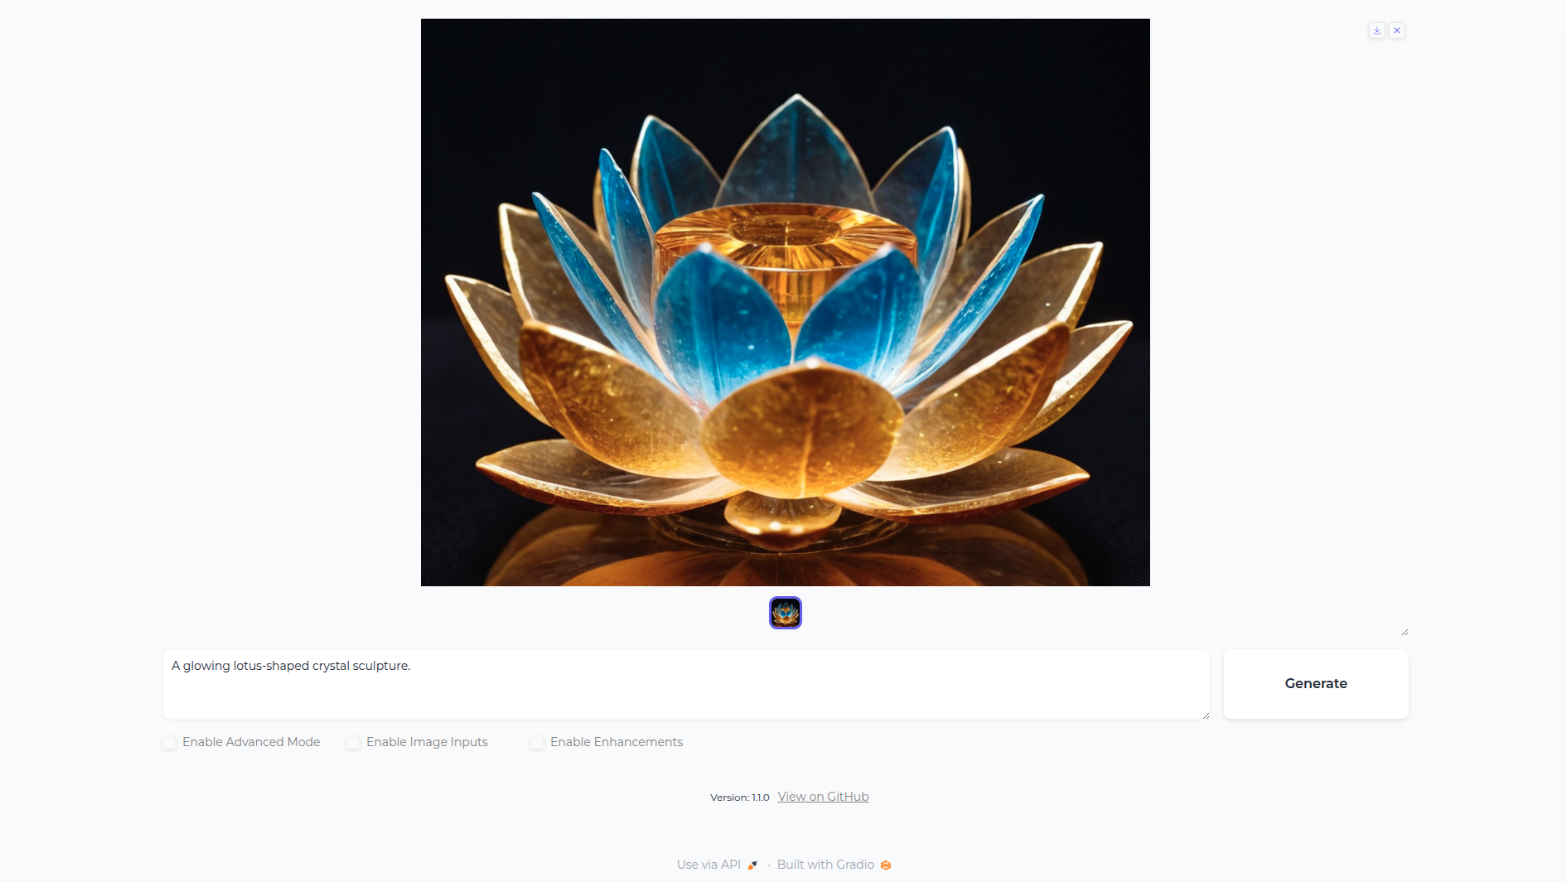 A glowing lotus-shaped crystal sculpture.
Generate
Enable Advanced Mode
Enable Image Inputs
Enable Enhancements
Version: 1.1.0 View on GitHub
Use via API · Built with Gradio